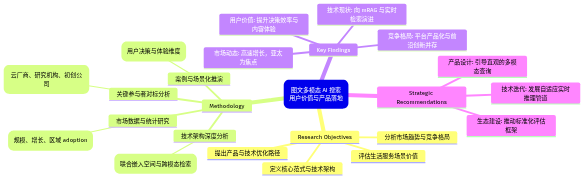 图文多模态 AI 搜索
用户价值与产品落地
Key Findings
技术现状: 向 mRAG 与实时
检索演进
用户价值: 提升决策效率与
内容体验
竞争格局: 平台产品化与前
沿创新并存
市场动态: 高速增长，亚太
为焦点
Methodology
用户决策与体验维度
案例与场景化推演
云厂商、研究机构、初创公
司
关键参与者对标分析
市场数据与统计研究
规模、增长、区域 adoption
技术架构深度分析
联合嵌入空间与跨模态检索
Strategic
Recommendations
产品设计: 引导直观的多模
态查询
技术迭代: 发展自适应实时
推理管道
生态建设: 推动标准化评估
框架
Research Objectives
分析市场趋势与竞争格局
提出产品与技术优化路径
评估生活服务场景价值
定义核心范式与技术架构